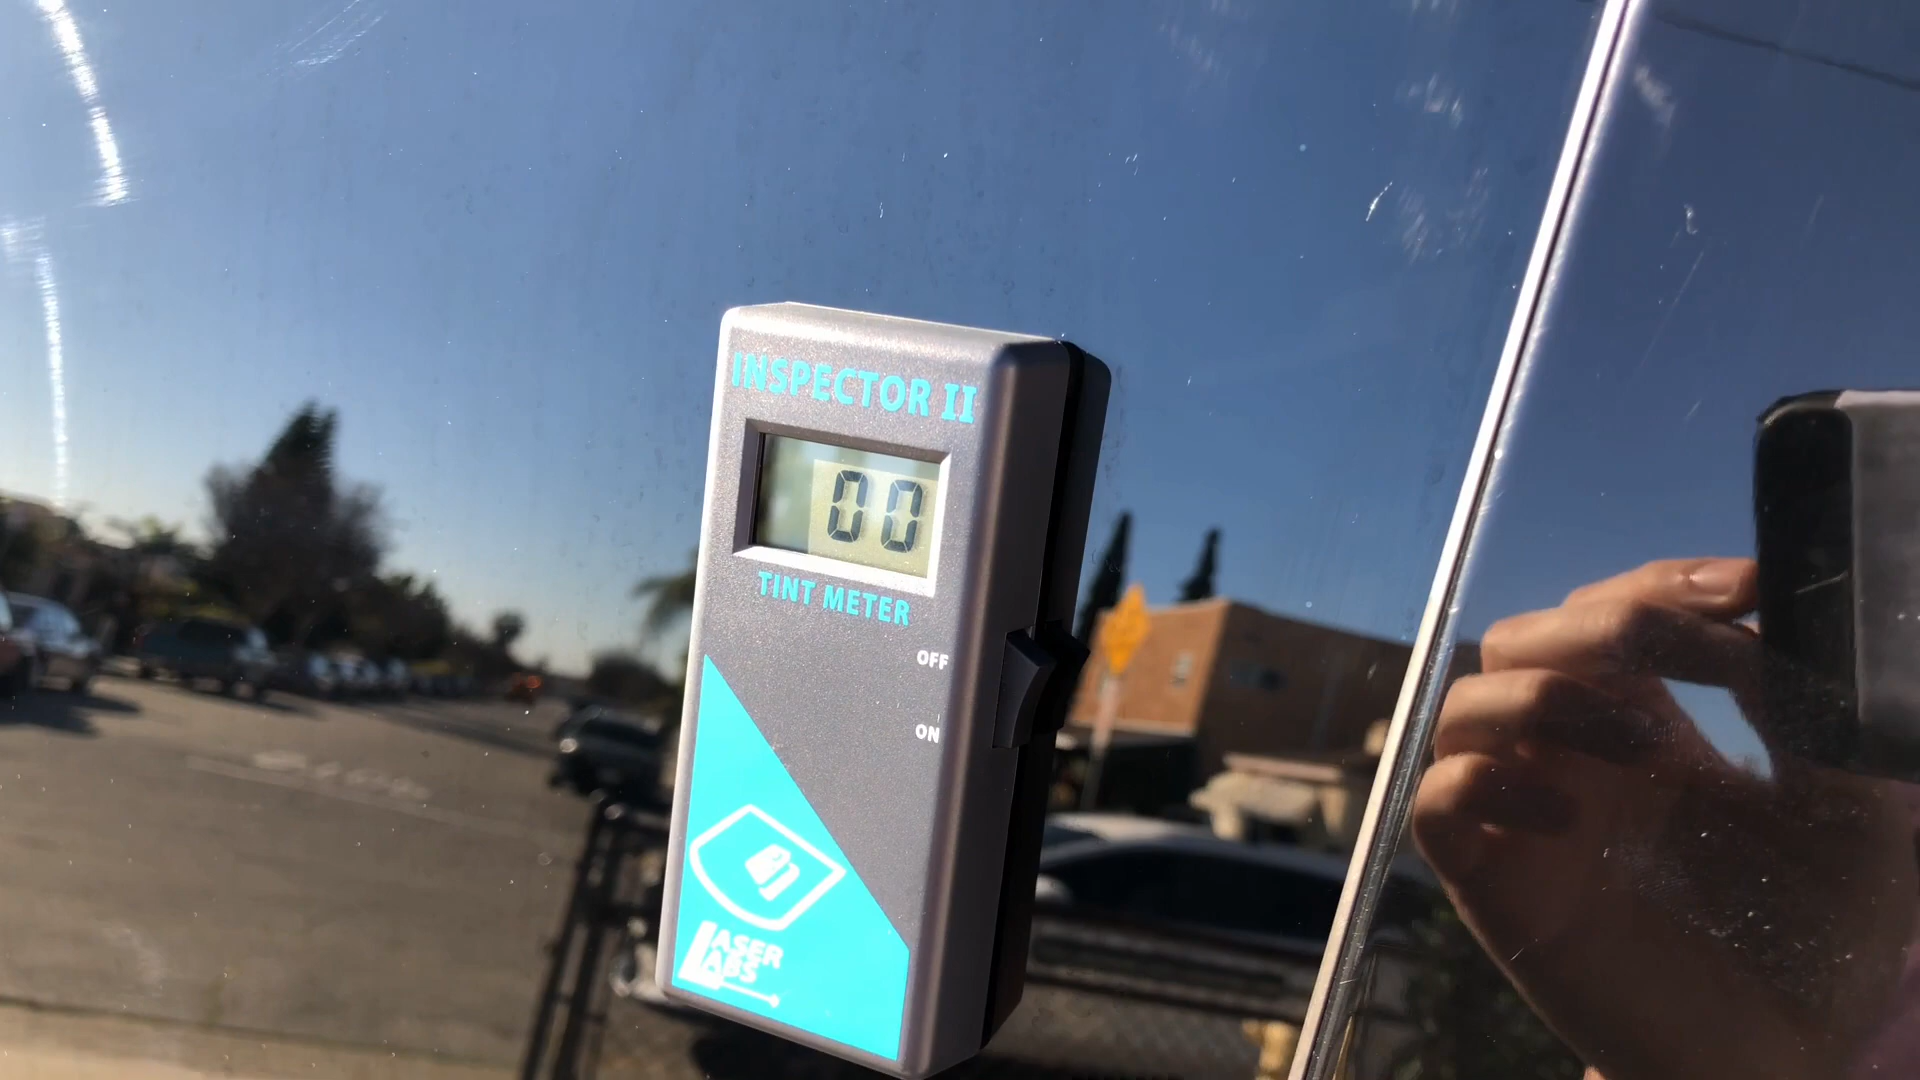 INSPECTOR II
00
TINT METER
OFF
ON
LASER
LABS